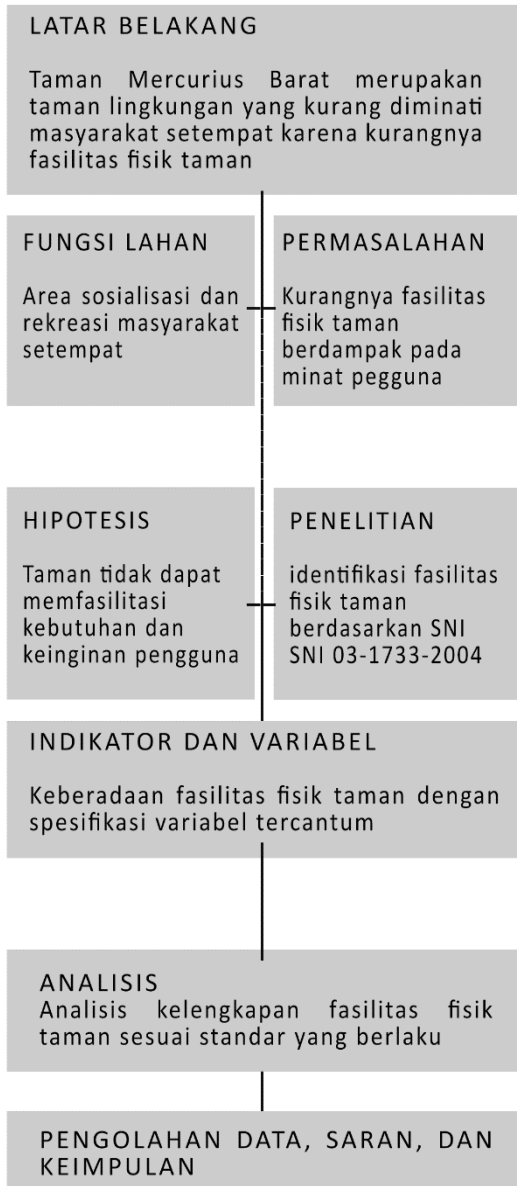 LATAR BELAKANG
Taman Mercurius Barat merupakan
taman lingkungan yang kurang diminati
masyarakat setempat karena kurangnya
fasilitas fisik taman
FUNGSI LAHAN
Area sosialisasi dan
rekreasi masyarakat
setempat
PERMASALAHAN
Kurangnya fasilitas
fisik taman
berdampak pada
minat pegguna
HIPOTESIS
Taman tidak dapat
memfasilitasi
kebutuhan dan
keinginan pengguna
PENELITIAN
identifikasi fasilitas
fisik taman
berdasarkan SNI
SNI 03-1733-2004
INDIKATOR DAN VARIABEL
Keberadaan fasilitas fisik taman dengan
spesifikasi variabel tercantum
ANALISIS
Analisis kelengkapan fasilitas fisik
taman sesuai standar yang berlaku
PENGOLAHAN DATA, SARAN, DAN
KEIMPULAN